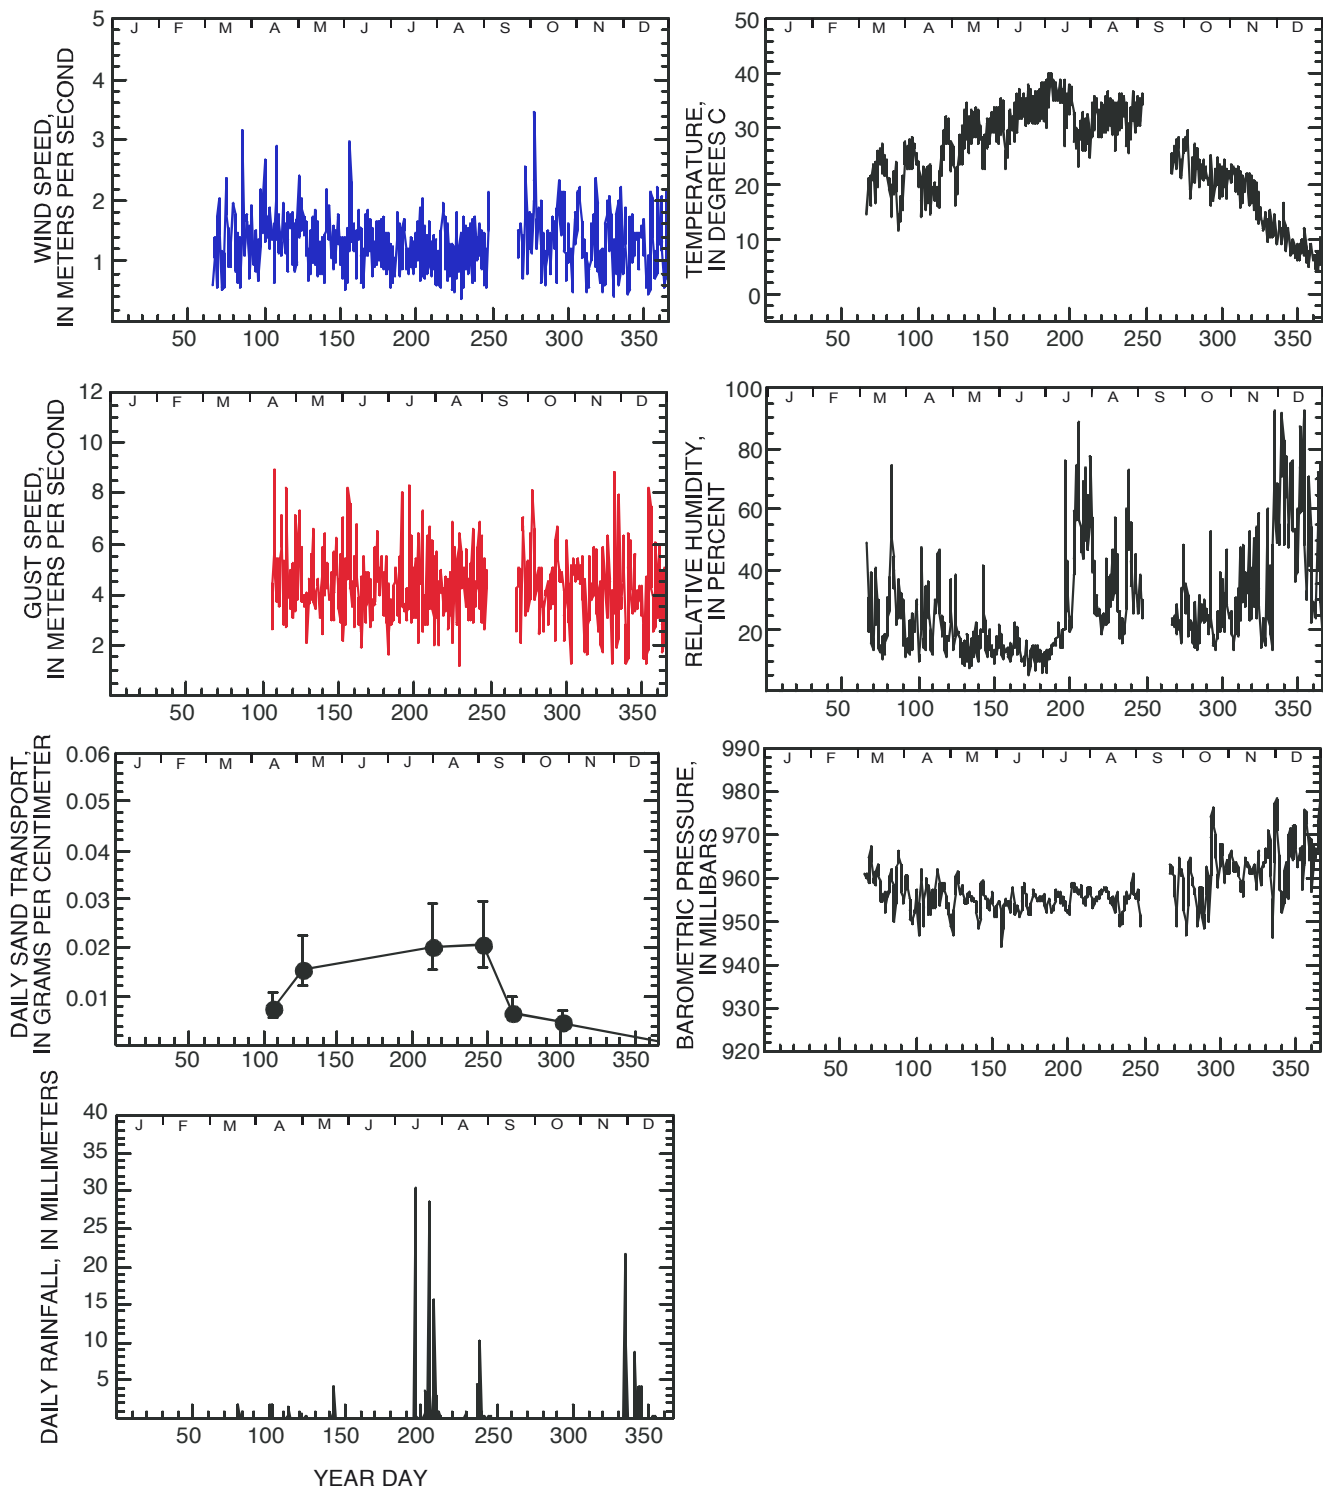 WIND SPEED,
IN METERS PER SECOND
5
4
3
2
1
J F M A M J J A S O N D
50 100 150 200 250 300 350
TEMPERATURE,
IN DEGREES C
50
40
30
20
10
0
J F M A M J J A S O N D
50 100 150 200 250 300 350
GUST SPEED,
IN METERS PER SECOND
12
10
8
6
4
2
J F M A M J J A S O N D
50 100 150 200 250 300 350
RELATIVE HUMIDITY,
IN PERCENT
100
80
60
40
20
J F M A M J J A S O N D
50 100 150 200 250 300 350
DAILY SAND TRANSPORT,
IN GRAMS PER CENTIMETER
0.06
0.05
0.04
0.03
0.02
0.01
J F M A M J J A S O N D
50 100 150 200 250 300 350
BAROMETRIC PRESSURE,
IN MILLIBARS
990
980
970
960
950
940
930
920
J F M A M J J A S O N D
50 100 150 200 250 300 350
DAILY RAINFALL, IN MILLIMETERS
40
35
30
25
20
15
10
5
J F M A M J J A S O N D
50 100 150 200 250 300 350
YEAR DAY